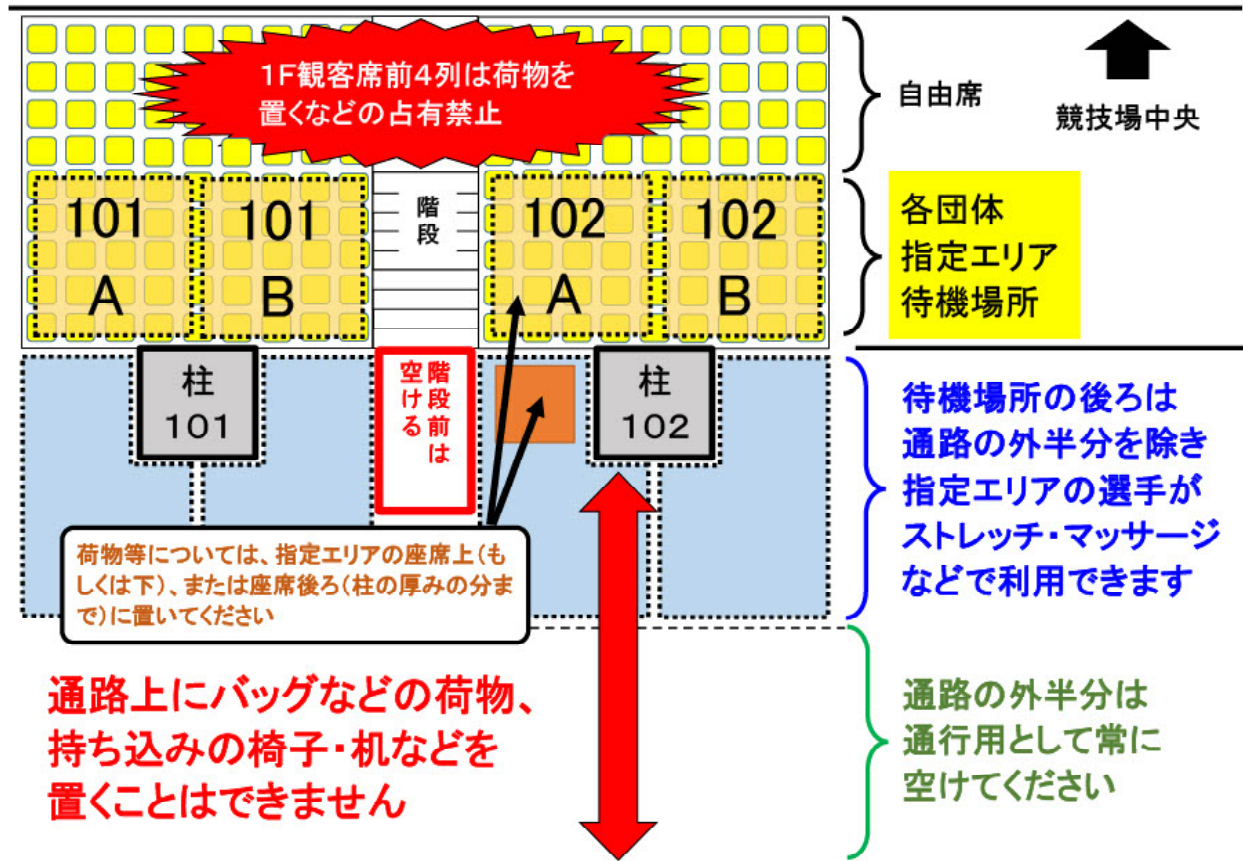 1F観客席前4列は荷物を
置くなどの占有禁止
自由席
競技場中央
101
A
101
B
階
段
102
A
102
B
各団体
指定エリア
待機場所
柱
101
階段前は
空ける
柱
102
待機場所の後ろは
通路の外半分を除き
指定エリアの選手が
ストレッチ・マッサージ
などで利用できます
荷物等については、指定エリアの座席上(も
しくは下)、または座席後ろ(柱の厚みの分ま
で)に置いてください
通路上にバッグなどの荷物、
持ち込みの椅子・机などを
置くことはできません
通路の外半分は
通行用として常に
空けてください